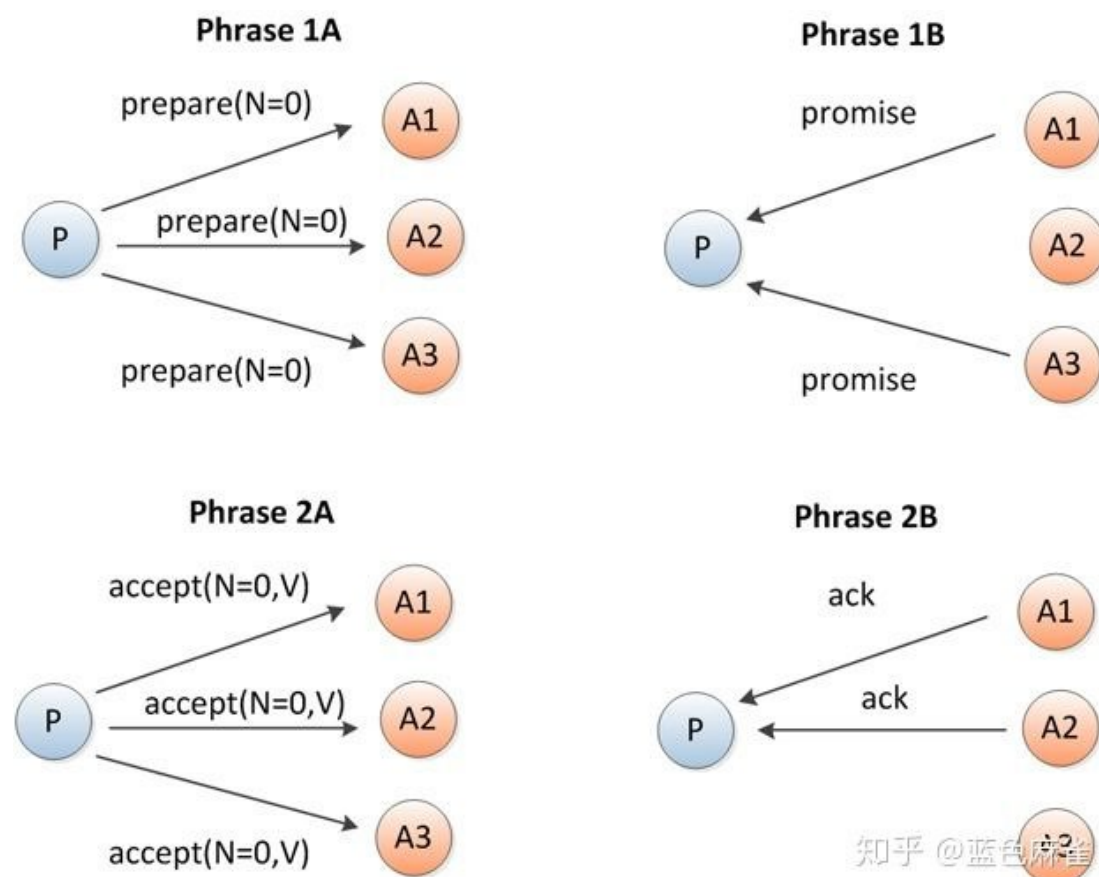 Phrase 1A
prepare(N=0)
A1
P
prepare(N=0)
A2
A3
prepare(N=0)
Phrase 1B
promise
A1
P
A2
A3
promise
Phrase 2A
accept(N=0,V)
A1
P
accept(N=0,V)
A2
A3
accept(N=0,V)
Phrase 2B
ack
A1
ack
P
A2
A3
知乎 @蓝色麻雀